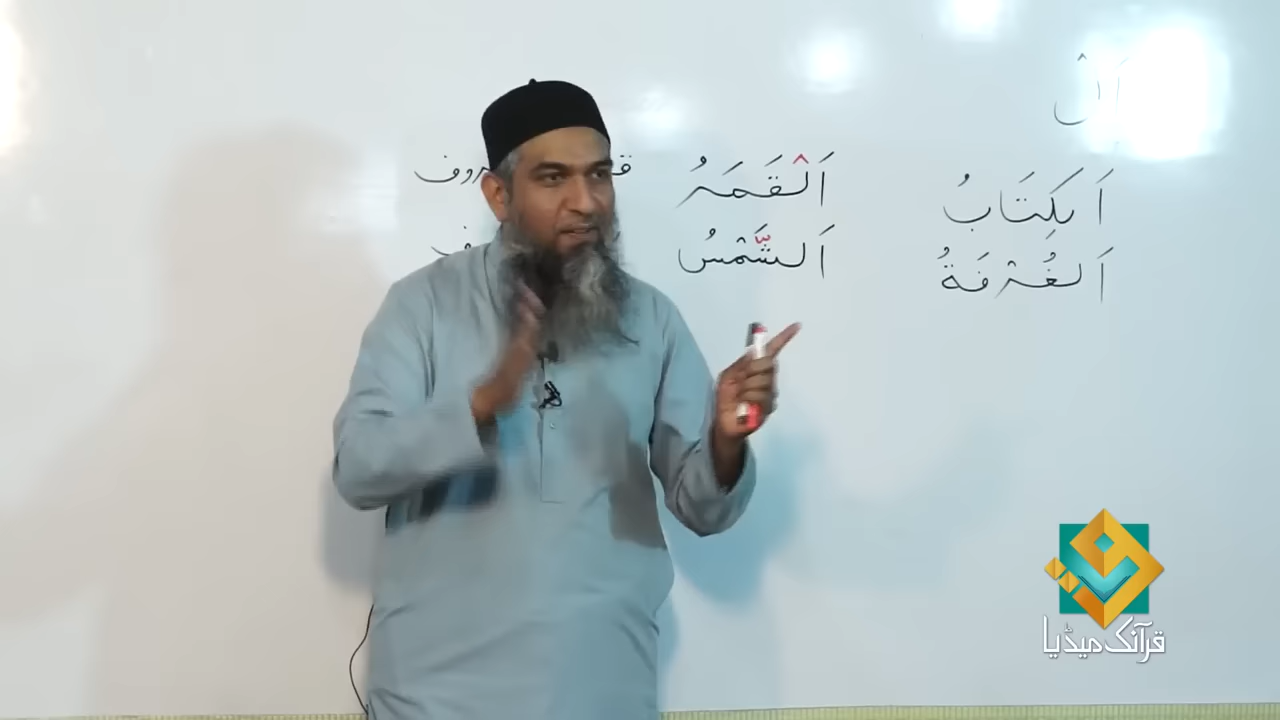 اَلْ
اَلكِتَابُ
اَلغُرْفَةُ
اَلْقَمَرُ
اَلشَّمْسُ
قرآنک میڈیا